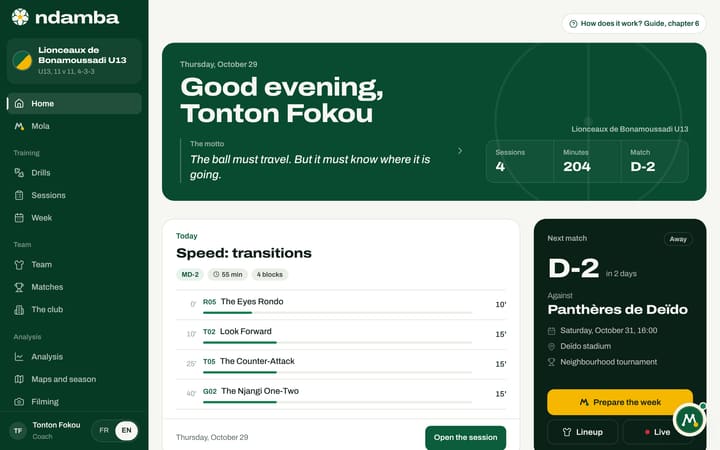 ndamba
Lionceaux de
Bonamoussadi U13
U13, 11 v 11, 4-3-3
Home
Mola
Training
Drills
Sessions
Week
Team
Team
Matches
The club
Analysis
Analysis
Maps and season
Filming
TF
Tonton Fokou
Coach
FR
EN
How does it work? Guide, chapter 6
Thursday, October 29
Good evening,
Tonton Fokou
The motto
The ball must travel. But it must know where it is
going.
Lionceaux de Bonamoussadi U13
Sessions
4
Minutes
204
Match
D-2
Today
Speed: transitions
MD-2
55 min
4 blocks
0' R05 The Eyes Rondo 10'
10' T02 Look Forward 15'
25' T05 The Counter-Attack 15'
40' G02 The Njangi One-Two 15'
Thursday, October 29
Open the session
Next match
Away
D-2 in 2 days
Against
Panthères de Deïdo
Saturday, October 31, 16:00
Deïdo stadium
Neighbourhood tournament
Prepare the week
Lineup
Live